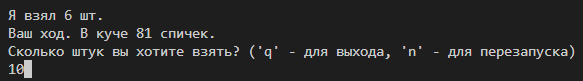 Я взял 6 шт.
Ваш ход. В куче 81 спичек.
Сколько штук вы хотите взять? ('q' - для выхода, 'n' - для перезапуска)
10